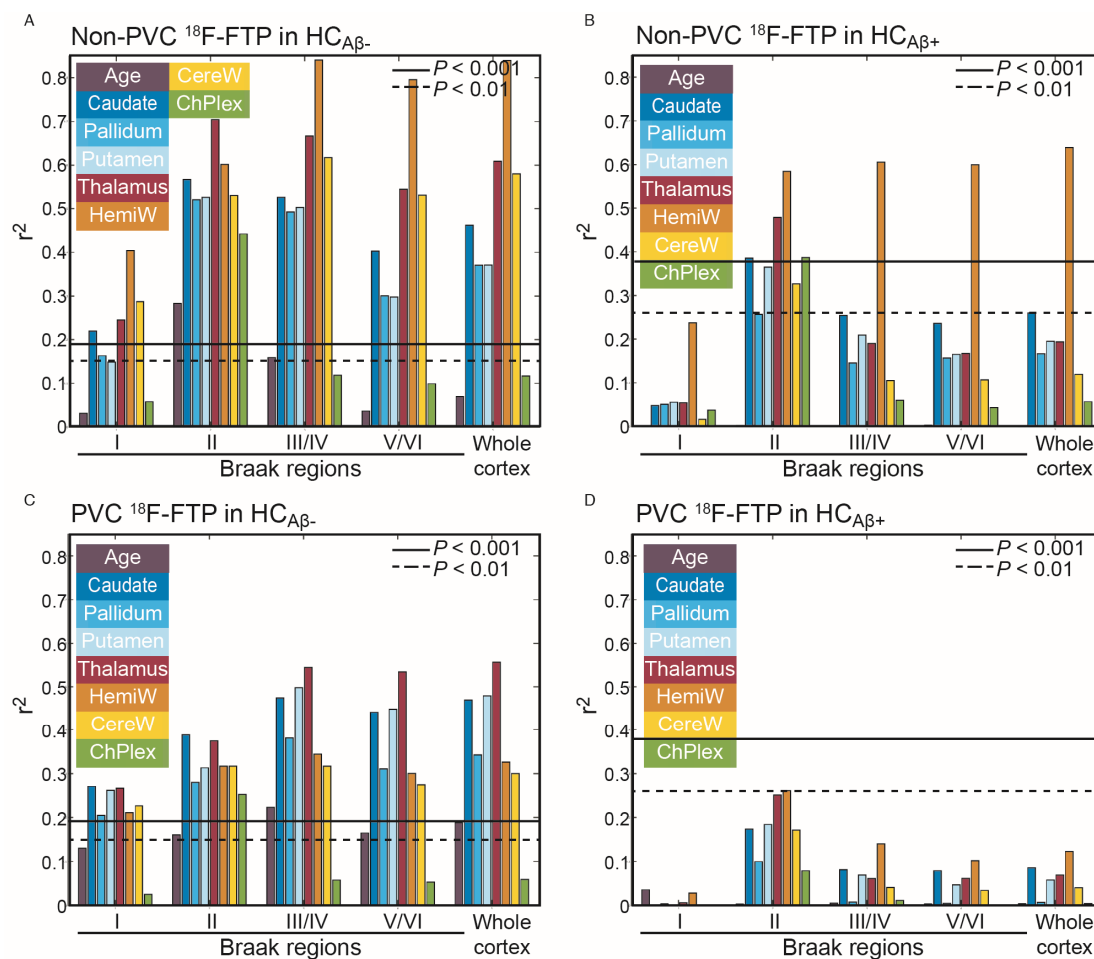 A
Non-PVC ¹⁸F-FTP in HC Aβ-
Age
CereW
Caudate
ChPlex
Pallidum
Putamen
Thalamus
HemiW
P < 0.001
P < 0.01
0.8
0.7
0.6
0.5
0.4
0.3
0.2
0.1
0
r²
I
II
III/IV
V/VI
Whole
cortex
Braak regions
B
Non-PVC ¹⁸F-FTP in HC Aβ+
Age
Caudate
Pallidum
Putamen
Thalamus
HemiW
CereW
ChPlex
P < 0.001
P < 0.01
0.8
0.7
0.6
0.5
0.4
0.3
0.2
0.1
0
r²
I
II
III/IV
V/VI
Whole
cortex
Braak regions
C
PVC ¹⁸F-FTP in HC Aβ-
Age
Caudate
Pallidum
Putamen
Thalamus
HemiW
CereW
ChPlex
P < 0.001
P < 0.01
0.8
0.7
0.6
0.5
0.4
0.3
0.2
0.1
0
r²
I
II
III/IV
V/VI
Whole
cortex
Braak regions
D
PVC ¹⁸F-FTP in HC Aβ+
Age
Caudate
Pallidum
Putamen
Thalamus
HemiW
CereW
ChPlex
P < 0.001
P < 0.01
0.8
0.7
0.6
0.5
0.4
0.3
0.2
0.1
0
r²
I
II
III/IV
V/VI
Whole
cortex
Braak regions